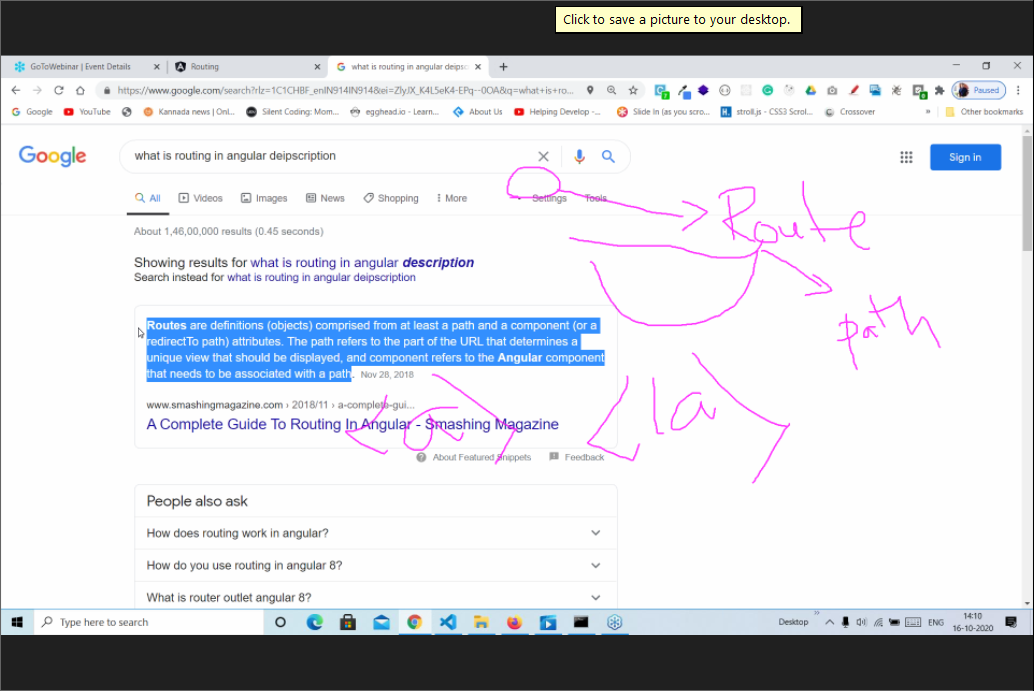 Click to save a picture to your desktop.
GoToWebinar | Event Details
Routing
what is routing in angular deipsc
https://www.google.com/search?rlz=1C1CHBF_enIN914IN914&ei=ZlyJX_K4L5eK4-EPq--0OA&q=what+is+ro...
Paused
Google
YouTube
Kannada news | Onl...
Silent Coding: Mom...
egghead.io - Learn...
About Us
Helping Develop -...
Slide In (as you scro...
stroll.js - CSS3 Scroll...
Crossover
»
Other bookmarks
Google
what is routing in angular deipscription
Sign in
All
Videos
Images
News
Shopping
More
Settings
Tools
Route
About 1,46,00,000 results (0.45 seconds)
Showing results for what is routing in angular description
Search instead for what is routing in angular deipscription
path
Routes are definitions (objects) comprised from at least a path and a component (or a
redirectTo path) attributes. The path refers to the part of the URL that determines a
unique view that should be displayed, and component refers to the Angular component
that needs to be associated with a path. Nov 28, 2018
www.smashingmagazine.com › 2018/11 › a-complete-gui...
A Complete Guide To Routing In Angular - Smashing Magazine
<a> </a>
About Featured Snippets
Feedback
People also ask
How does routing work in angular?
How do you use routing in angular 8?
What is router outlet angular 8?
Type here to search
Desktop
»
ENG
14:10
16-10-2020